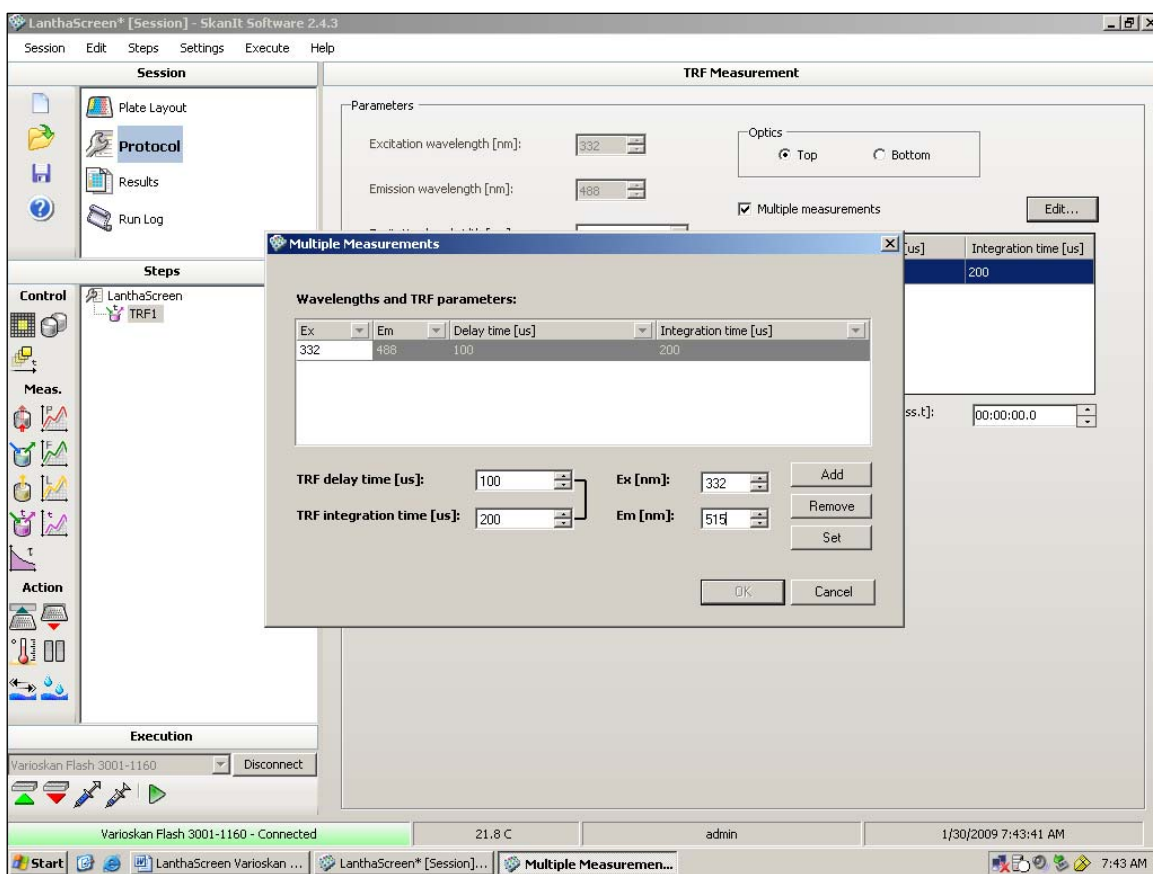 LanthaScreen* [Session] - SkanIt Software 2.4.3
Session Edit Steps Settings Execute Help
Session
TRF Measurement
Plate Layout
Protocol
Results
Run Log
Parameters
Excitation wavelength [nm]: 332
Emission wavelength [nm]: 488
Optics
Top Bottom
Multiple measurements
Edit...
[us] Integration time [us]
200
ss.t]: 00:00:00.0
Steps
Control
LanthaScreen
TRF1
Meas.
Action
Multiple Measurements
Wavelengths and TRF parameters:
Ex Em Delay time [us] Integration time [us]
332 488 100 200
TRF delay time [us]: 100 Ex [nm]: 332 Add
Remove
TRF integration time [us]: 200 Em [nm]: 515 Set
OK Cancel
Execution
Varioskan Flash 3001-1160 Disconnect
Varioskan Flash 3001-1160 - Connected 21.8 C admin 1/30/2009 7:43:41 AM
Start LanthaScreen Varioskan ... LanthaScreen* [Session]... Multiple Measuremen... 7:43 AM